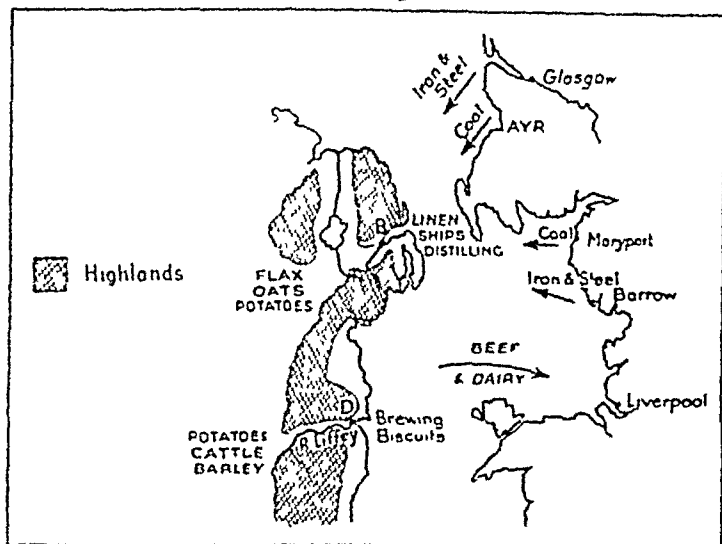 Iron &
Steel
Glasgow
Coal
AYR
B
LINEN
SHIPS
DISTILLING
Coal
Maryport
Highlands
FLAX
OATS
POTATOES
Iron & Steel
Barrow
BEEF
& DAIRY
Liverpool
D
Brewing
Biscuits
R Liffey
POTATOES
CATTLE
BARLEY